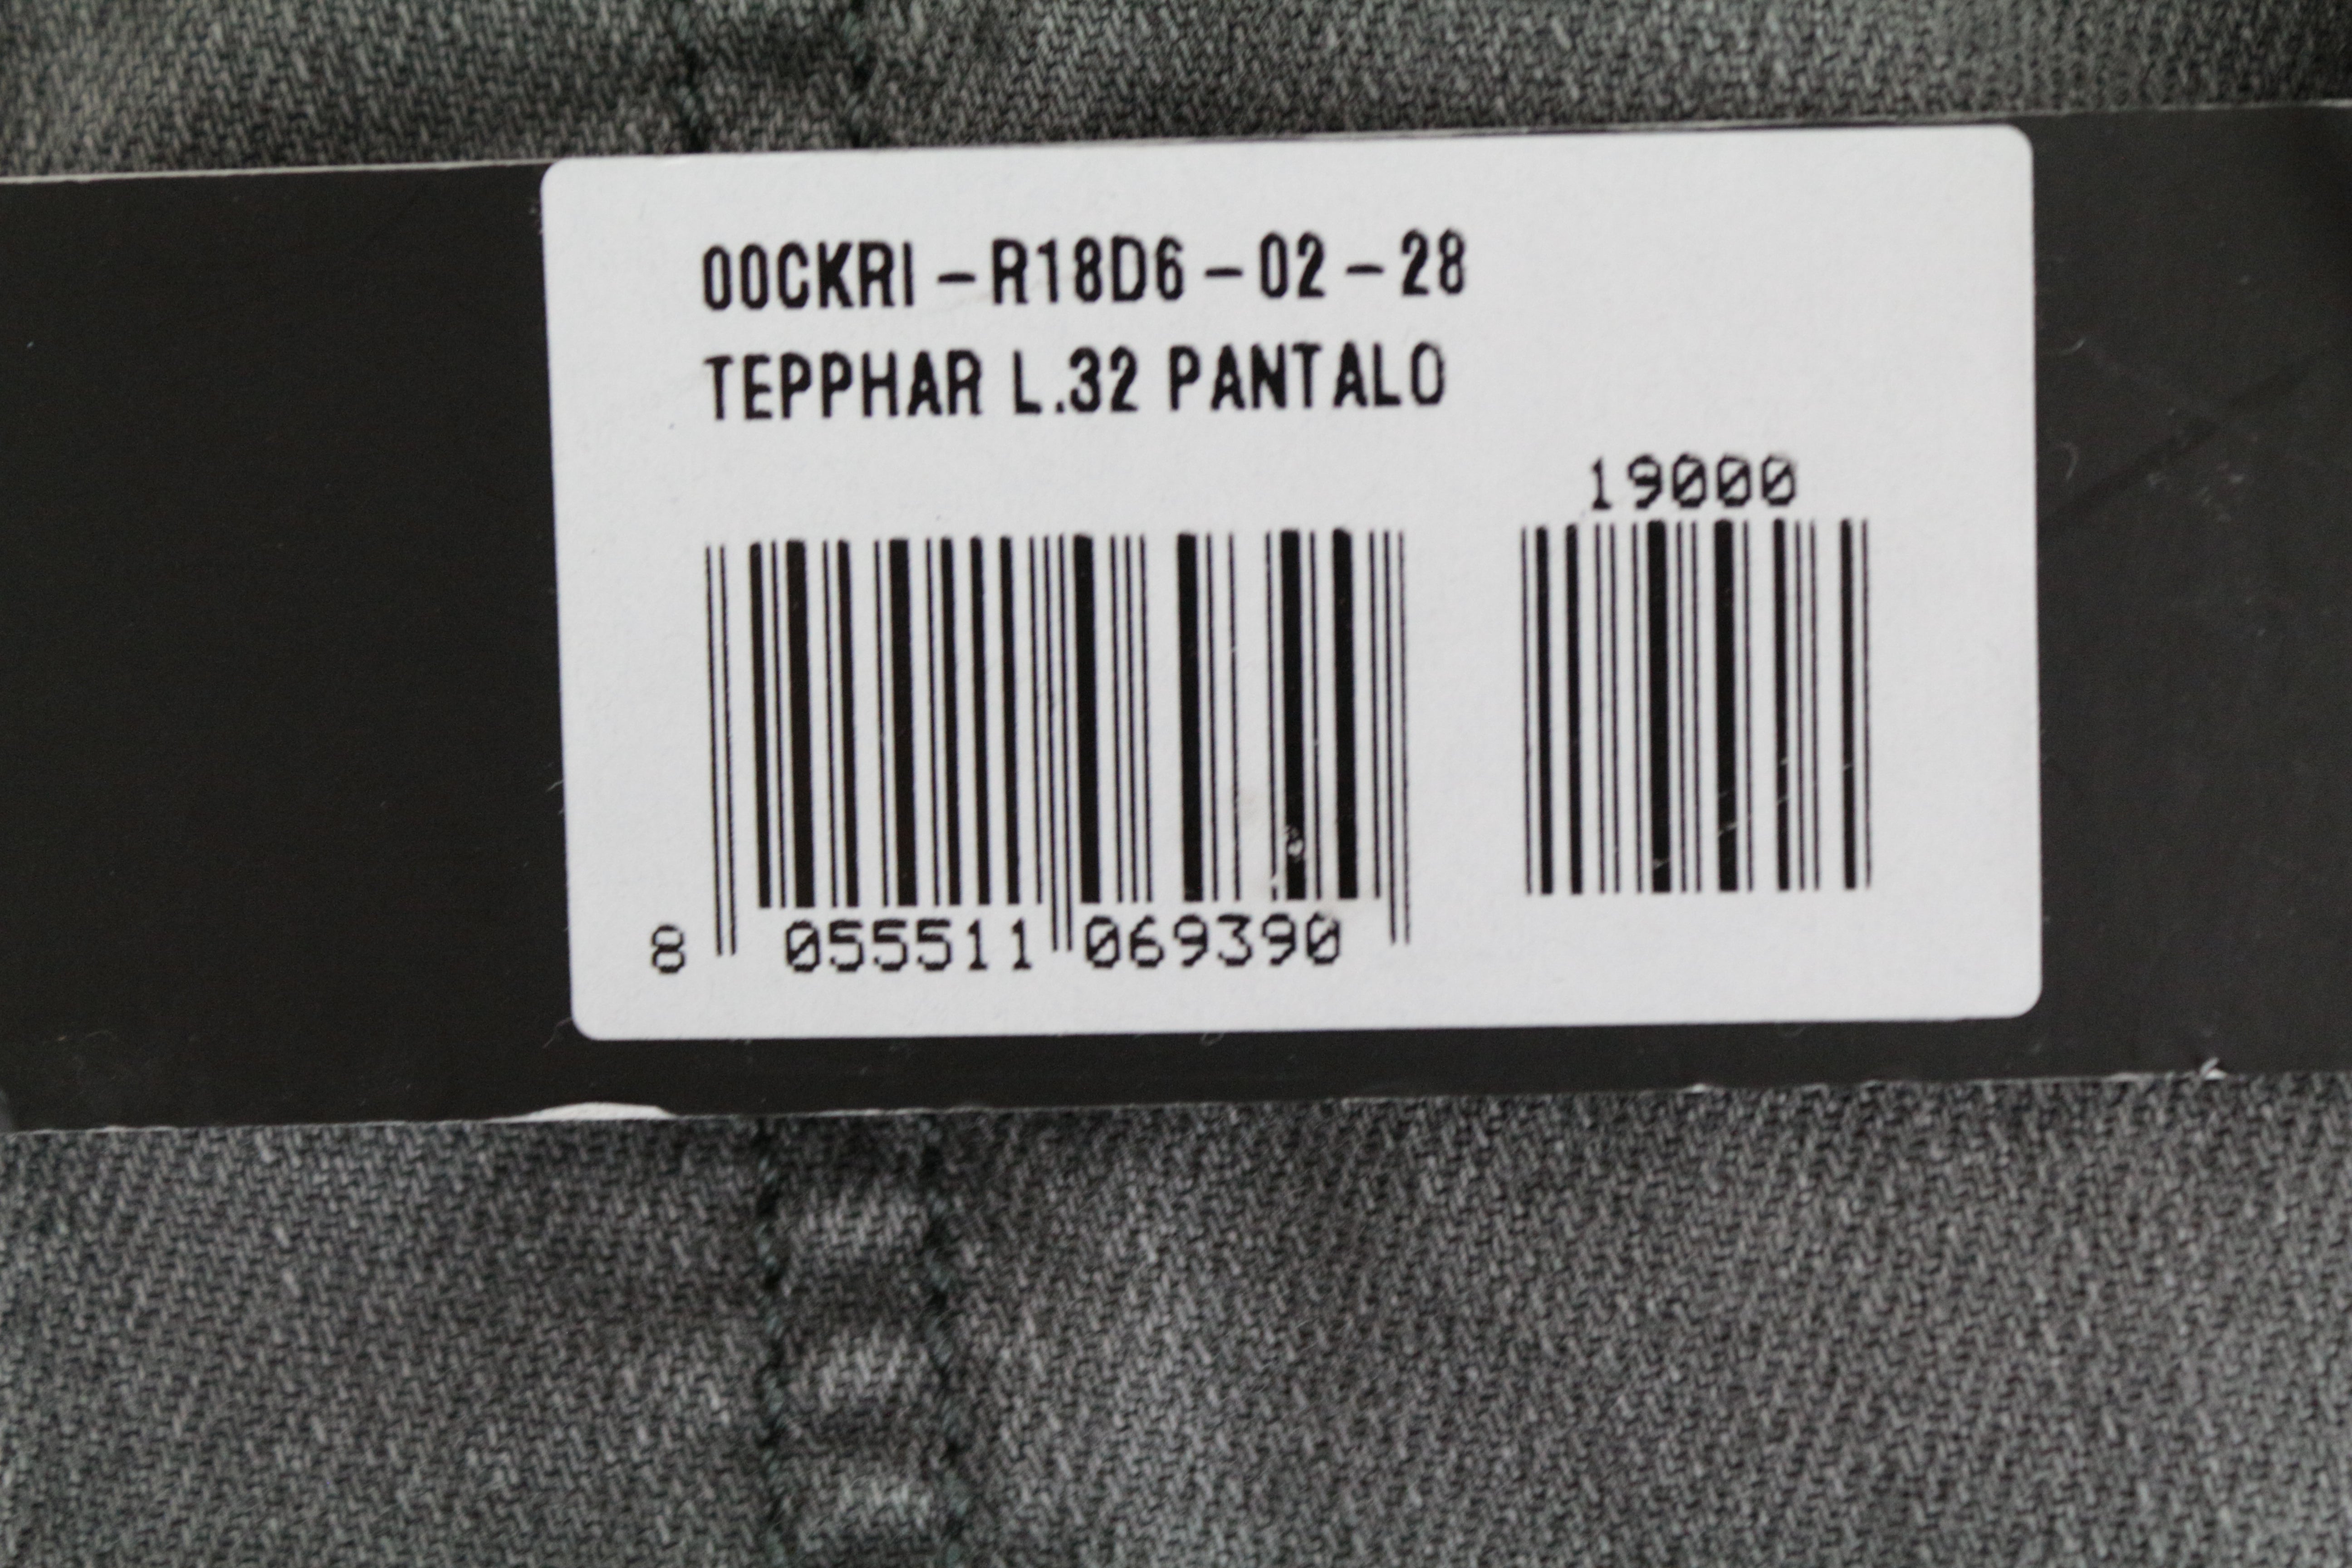 00CKRI-R18D6-02-28
TEPPHAR L.32 PANTALO
19000
8 055511 069390